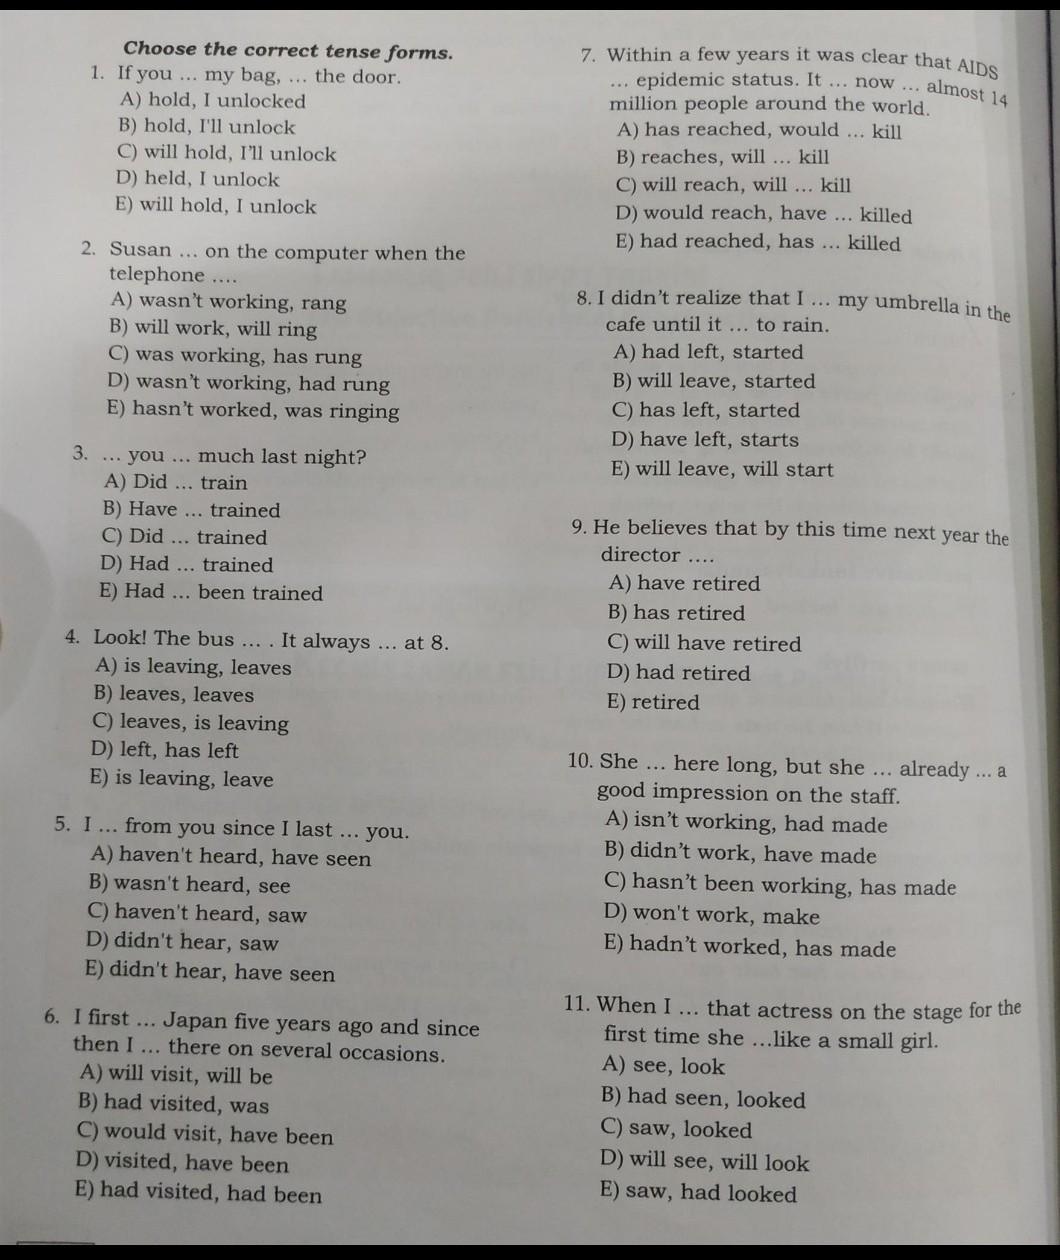 Choose the correct tense forms.
1. If you ... my bag, ... the door.
A) hold, I unlocked
B) hold, I'll unlock
C) will hold, I'll unlock
D) held, I unlock
E) will hold, I unlock
2. Susan ... on the computer when the
telephone ....
A) wasn't working, rang
B) will work, will ring
C) was working, has rung
D) wasn't working, had rung
E) hasn't worked, was ringing
3. ... you ... much last night?
A) Did ... train
B) Have ... trained
C) Did ... trained
D) Had ... trained
E) Had ... been trained
4. Look! The bus ... . It always ... at 8.
A) is leaving, leaves
B) leaves, leaves
C) leaves, is leaving
D) left, has left
E) is leaving, leave
5. I ... from you since I last ... you.
A) haven't heard, have seen
B) wasn't heard, see
C) haven't heard, saw
D) didn't hear, saw
E) didn't hear, have seen
6. I first ... Japan five years ago and since
then I ... there on several occasions.
A) will visit, will be
B) had visited, was
C) would visit, have been
D) visited, have been
E) had visited, had been
7. Within a few years it was clear that AIDS
... epidemic status. It ... now ... almost 14
million people around the world.
A) has reached, would ... kill
B) reaches, will ... kill
C) will reach, will ... kill
D) would reach, have ... killed
E) had reached, has ... killed
8. I didn't realize that I ... my umbrella in the
cafe until it ... to rain.
A) had left, started
B) will leave, started
C) has left, started
D) have left, starts
E) will leave, will start
9. He believes that by this time next year the
director ....
A) have retired
B) has retired
C) will have retired
D) had retired
E) retired
10. She ... here long, but she ... already ... a
good impression on the staff.
A) isn't working, had made
B) didn't work, have made
C) hasn't been working, has made
D) won't work, make
E) hadn't worked, has made
11. When I ... that actress on the stage for the
first time she ...like a small girl.
A) see, look
B) had seen, looked
C) saw, looked
D) will see, will look
E) saw, had looked